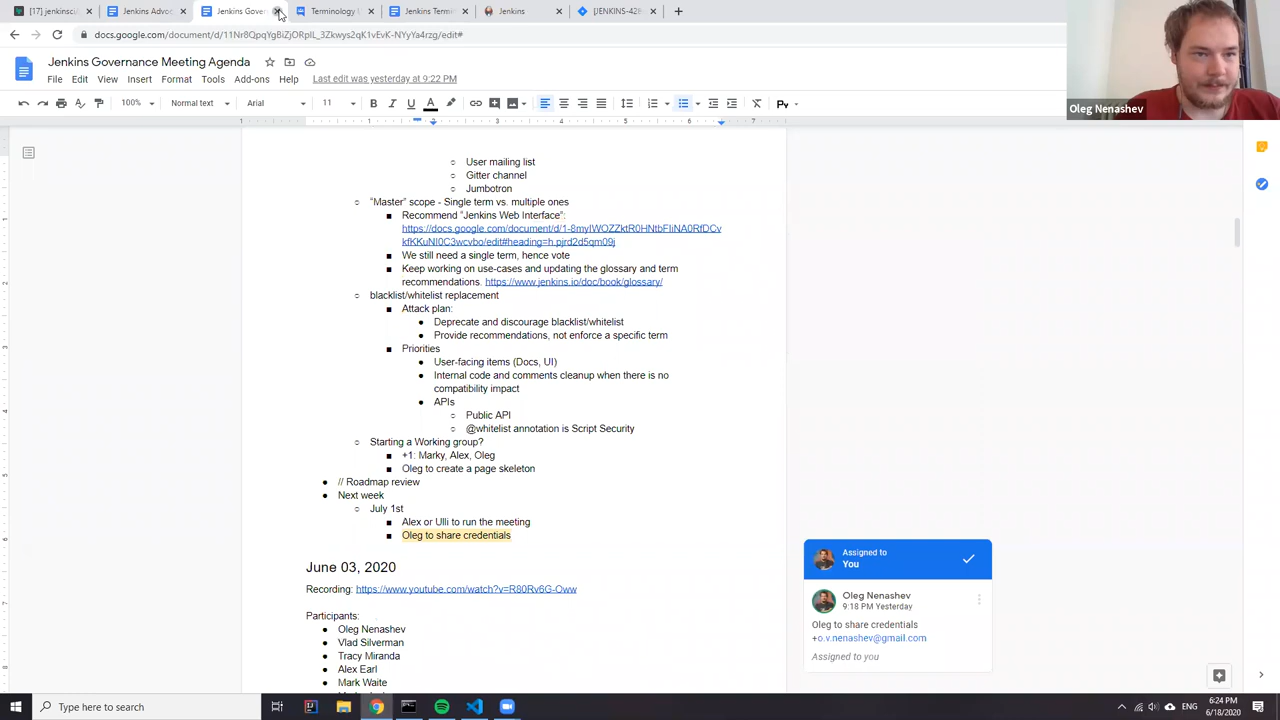 [17] jenkinsci
Jenkins Advoc
Jenkins Gover
Terminology
Jenkins Termi
Jenkins
[JENKINS-428
docs.google.com/document/d/11Nr8QpqYgBiZjORpIL_3Zkwys2qK1vEvK-NYyYa4rzg/edit#
Jenkins Governance Meeting Agenda
File Edit View Insert Format Tools Add-ons Help Last edit was yesterday at 9:22 PM
100% Normal text Arial 11
Oleg Nenashev
User mailing list
Gitter channel
Jumbotron
"Master" scope - Single term vs. multiple ones
Recommend "Jenkins Web Interface":
https://docs.google.com/document/d/1-8myIWOZZktR0HNtbFIiNA0RfDCv
kfKKuNI0C3wcvbo/edit#heading=h.pjrd2d5qm09j
We still need a single term, hence vote
Keep working on use-cases and updating the glossary and term
recommendations. https://www.jenkins.io/doc/book/glossary/
blacklist/whitelist replacement
Attack plan:
Deprecate and discourage blacklist/whitelist
Provide recommendations, not enforce a specific term
Priorities
User-facing items (Docs, UI)
Internal code and comments cleanup when there is no
compatibility impact
APIs
Public API
@whitelist annotation is Script Security
Starting a Working group?
+1: Marky, Alex, Oleg
Oleg to create a page skeleton
// Roadmap review
Next week
July 1st
Alex or Ulli to run the meeting
Oleg to share credentials
June 03, 2020
Recording: https://www.youtube.com/watch?v=R80Rv6G-Oww
Participants:
Oleg Nenashev
Vlad Silverman
Tracy Miranda
Alex Earl
Mark Waite
Assigned to
You
Oleg Nenashev
9:18 PM Yesterday
Oleg to share credentials
+o.v.nenashev@gmail.com
Assigned to you
Type here to search
ENG
6:24 PM
6/18/2020